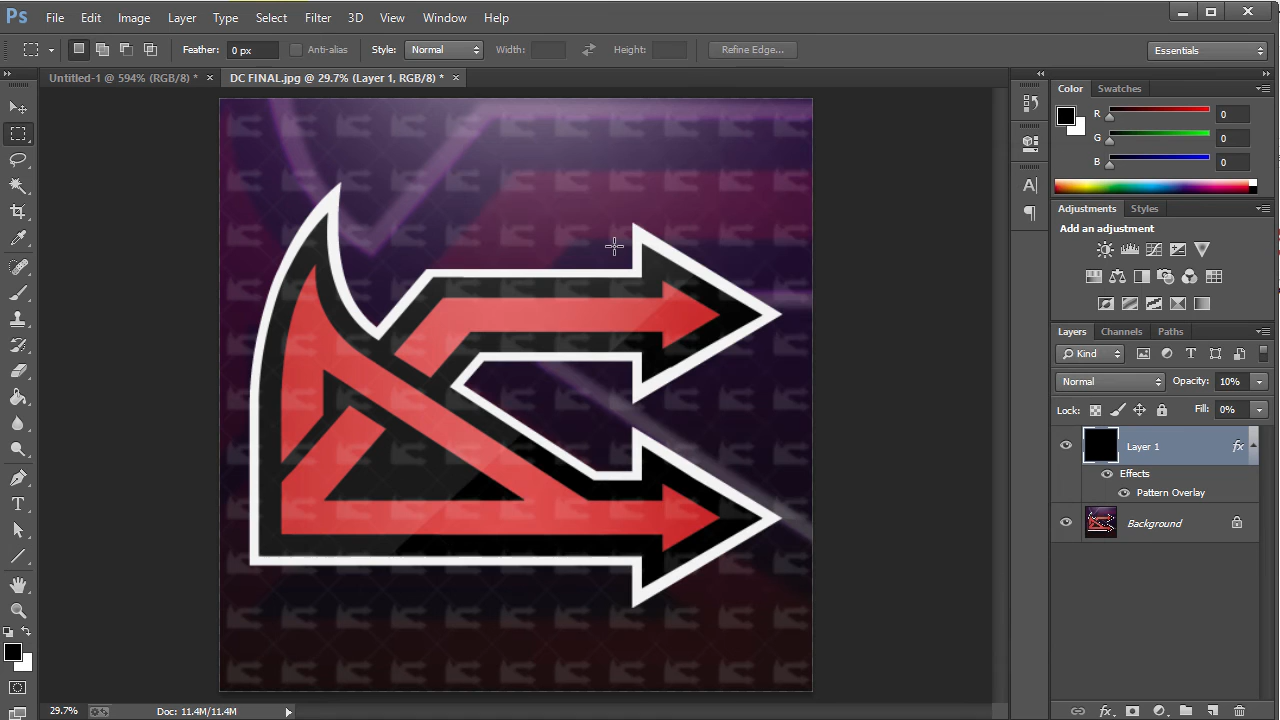 Ps File Edit Image Layer Type Select Filter 3D View Window Help
Feather: 0 px Anti-alias Style: Normal Width: Height: Refine Edge... Essentials
Untitled-1 @ 594% (RGB/8) * × DC FINAL.jpg @ 29.7% (Layer 1, RGB/8) * ×
Color Swatches
R 0
G 0
B 0
Adjustments Styles
Add an adjustment
Layers Channels Paths
Kind
Normal Opacity: 10%
Lock: Fill: 0%
Layer 1 fx
Effects
Pattern Overlay
Background
29.7% Doc: 11.4M/11.4M